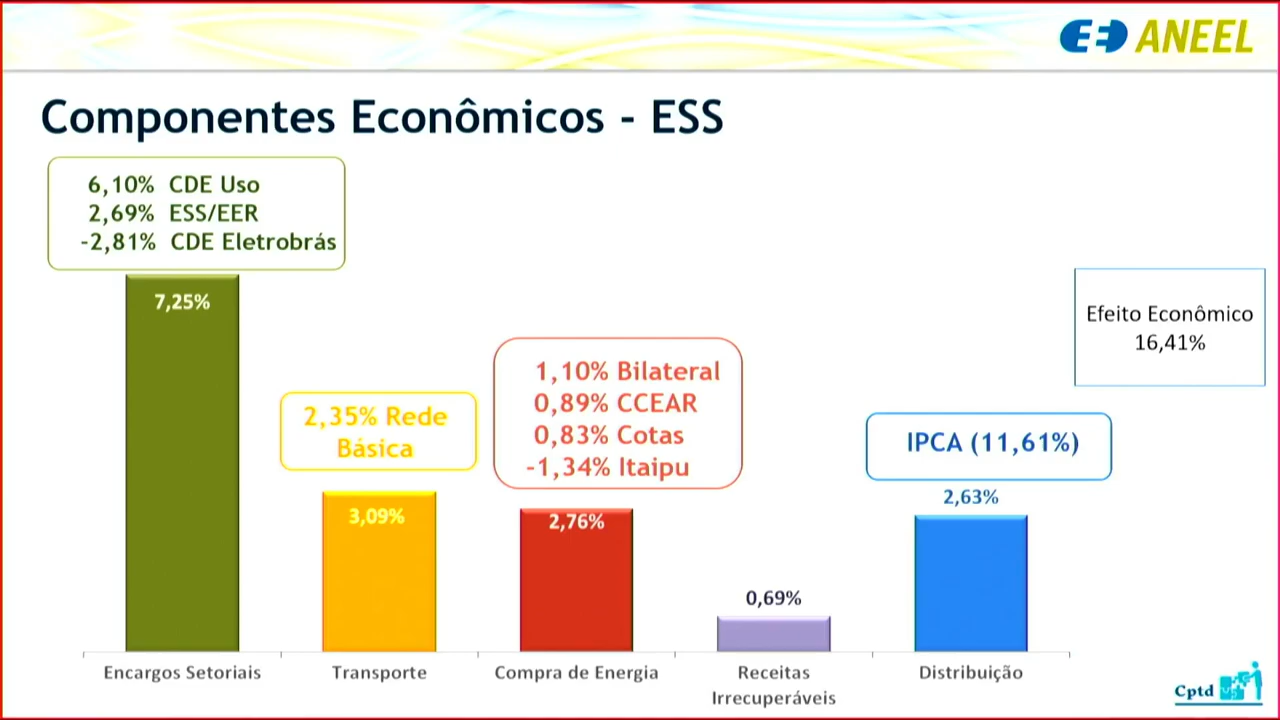 ANEEL
Componentes Econômicos - ESS
6,10% CDE Uso
2,69% ESS/EER
-2,81% CDE Eletrobrás
7,25%
Efeito Econômico
16,41%
2,35% Rede
Básica
3,09%
1,10% Bilateral
0,89% CCEAR
0,83% Cotas
-1,34% Itaipu
2,76%
0,69%
IPCA (11,61%)
2,63%
Encargos Setoriais
Transporte
Compra de Energia
Receitas
Irrecuperáveis
Distribuição
Cptd